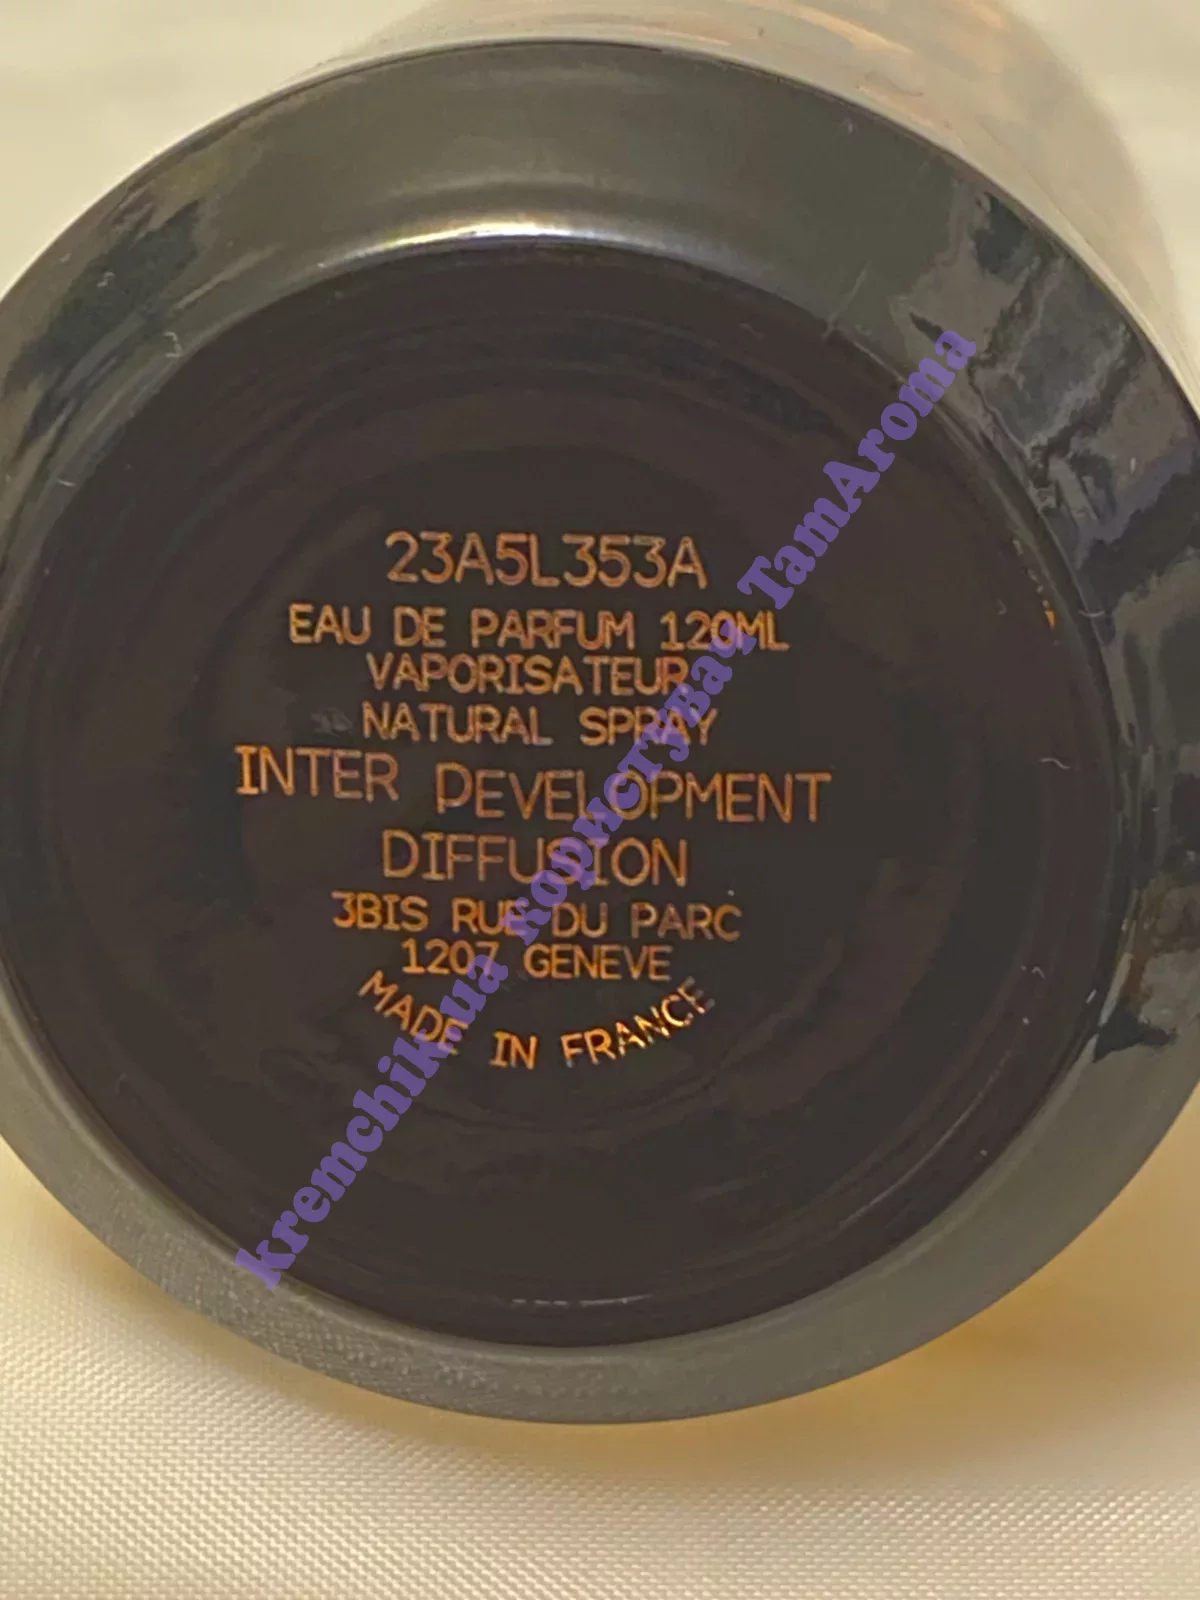 23A5L353A
EAU DE PARFUM 120ML
VAPORISATEUR
NATURAL SPRAY
INTER DEVELOPMENT
DIFFUSION
3BIS RUE DU PARC
1207 GENEVE
MADE IN FRANCE
kremchik.ua користувач TamAroma